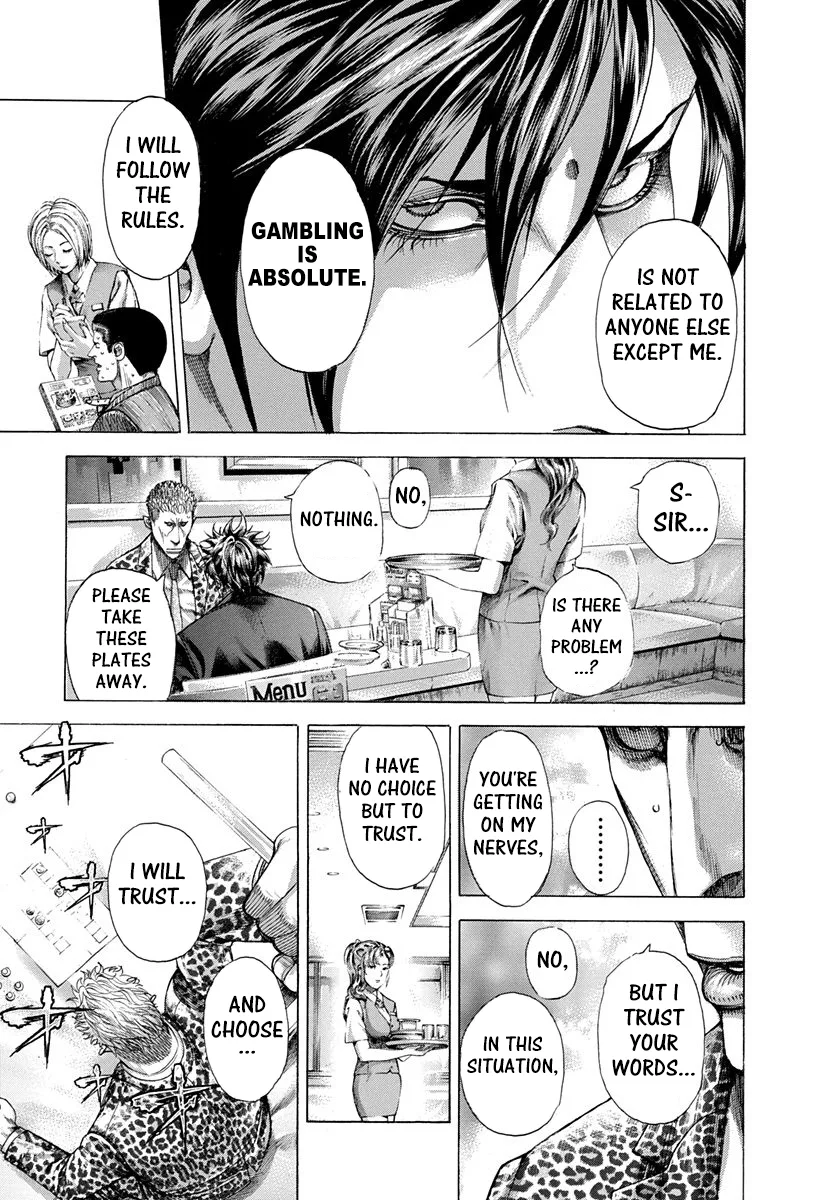 IS NOT
RELATED TO
ANYONE ELSE
EXCEPT ME.
GAMBLING
IS
ABSOLUTE.
I WILL
FOLLOW
THE
RULES.
S-
SIR...
IS THERE
ANY
PROBLEM
...?
NO,
NOTHING.
PLEASE
TAKE
THESE
PLATES
AWAY.
Menu
Menu
......
YOU'RE
GETTING
ON MY
NERVES,
BUT I
TRUST
YOUR
WORDS...
NO,
IN THIS
SITUATION,
I HAVE
NO CHOICE
BUT TO
TRUST.
I WILL
TRUST...
AND
CHOOSE
...